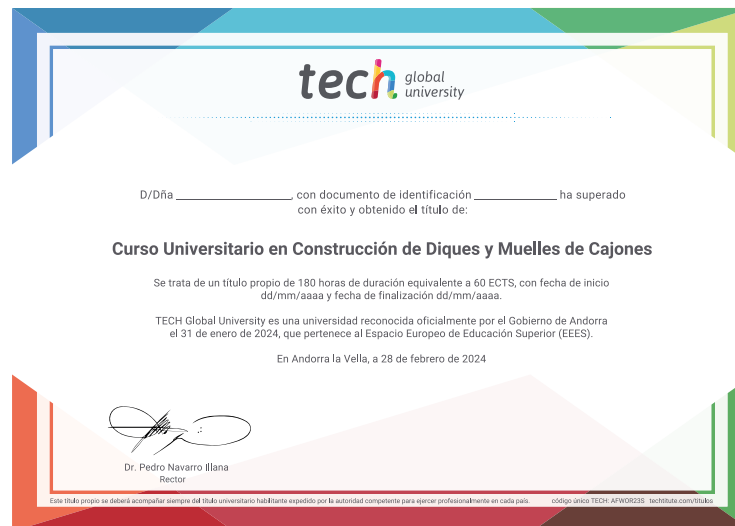 tech global university
D/Dña ______________, con documento de identificación __________ ha superado
con éxito y obtenido el título de:
Curso Universitario en Construcción de Diques y Muelles de Cajones
Se trata de un título propio de 180 horas de duración equivalente a 60 ECTS, con fecha de inicio
dd/mm/aaaa y fecha de finalización dd/mm/aaaa.
TECH Global University es una universidad reconocida oficialmente por el Gobierno de Andorra
el 31 de enero de 2024, que pertenece al Espacio Europeo de Educación Superior (EEES).
En Andorra la Vella, a 28 de febrero de 2024
Dr. Pedro Navarro Illana
Rector
Este título propio se deberá acompañar siempre del título universitario habilitante expedido por la autoridad competente para ejercer profesionalmente en cada país. código único TECH: AFWOR23S techtitute.com/titulos